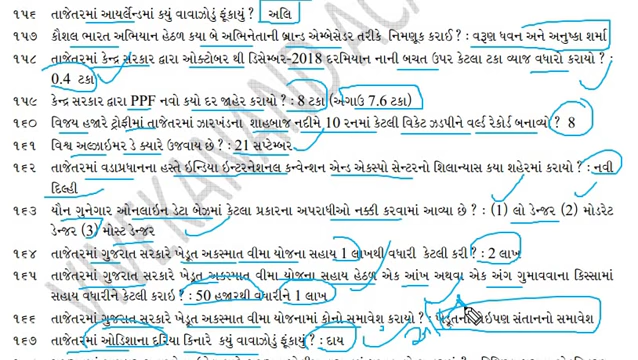 ૧૫૬ તાજેતરમાં આયર્લેન્ડમાં કયું વાવાઝોડું ફૂંકાયું ? : અલિ
૧૫૭ કૌશલ ભારત અભિયાન હેઠળ કયા બે અભિનેતાની બ્રાન્ડ એમ્બેસેડર તરીકે નિમણૂક કરાઈ? : વરૂણ ધવન અને અનુષ્કા શર્મા
૧૫૮ તાજેતરમાં કેન્દ્ર સરકાર દ્વારા ઓક્ટોબર થી ડિસેમ્બર-2018 દરમિયાન નાની બચત ઉપર કેટલા ટકા વ્યાજ વધારો કરાયો ? :
0.4 ટકા
૧૫૯ કેન્દ્ર સરકાર દ્વારા PPF નવો કયો દર જાહેર કરાયો ? : 8 ટકા (અગાઉ 7.6 ટકા)
૧૬૦ વિજય હજારે ટ્રોફીમાં તાજેતરમાં ઝારખંડના શાહબાજ નદીમે 10 રનમાં કેટલી વિકેટ ઝડપીને વર્લ્ડ રેકોર્ડ બનાવ્યો ? 8
૧૬૧ વિશ્વ અલ્ઝાઇમર ડે ક્યારે ઉજવાય છે? : 21 સપ્ટેમ્બર
૧૬૨ તાજેતરમાં વડાપ્રધાનના હસ્તે ઇન્ડિયા ઇન્ટરનેશનલ કન્વેન્શન એન્ડ એક્સ્પો સેન્ટરનો શિલાન્યાસ કયા શહેરમાં કરાયો ? : નવી
દિલ્હી
૧૬૩ યૌન ગુનેગાર ઓનલાઇન ડેટા બેઝમાં કેટલા પ્રકારના અપરાધીઓ નક્કી કરવામાં આવ્યા છે ? : (1) લો ડેન્જર (2) મોડરેટ
ડેન્જર (3) મોસ્ટ ડેન્જર
૧૬૪ તાજેતરમાં ગુજરાત સરકારે ખેડૂત અકસ્માત વીમા યોજના સહાય 1 લાખથી વધારી કેટલી કરી ? : 2 લાખ
૧૬૫ તાજેતરમાં ગુજરાત સરકારે ખેડૂત અકસ્માત વીમા યોજના સહાય હેઠળ એક આંખ અથવા એક અંગ ગુમાવવાના કિસ્સામાં
સહાય વધારીને કેટલી કરાઈ ? : 50 હજારથી વધારીને 1 લાખ
૧૬૬ તાજેતરમાં ગુજરાત સરકારે ખેડૂત અકસ્માત વીમા યોજનામાં કોનો સમાવેશ કરાયો ? : ખેડૂતના કોઇપણ સંતાનનો સમાવેશ
૧૬૭ તાજેતરમાં ઓડિશાના દરિયા કિનારે કયું વાવાઝોડું ફૂંકાયું ? : દાય